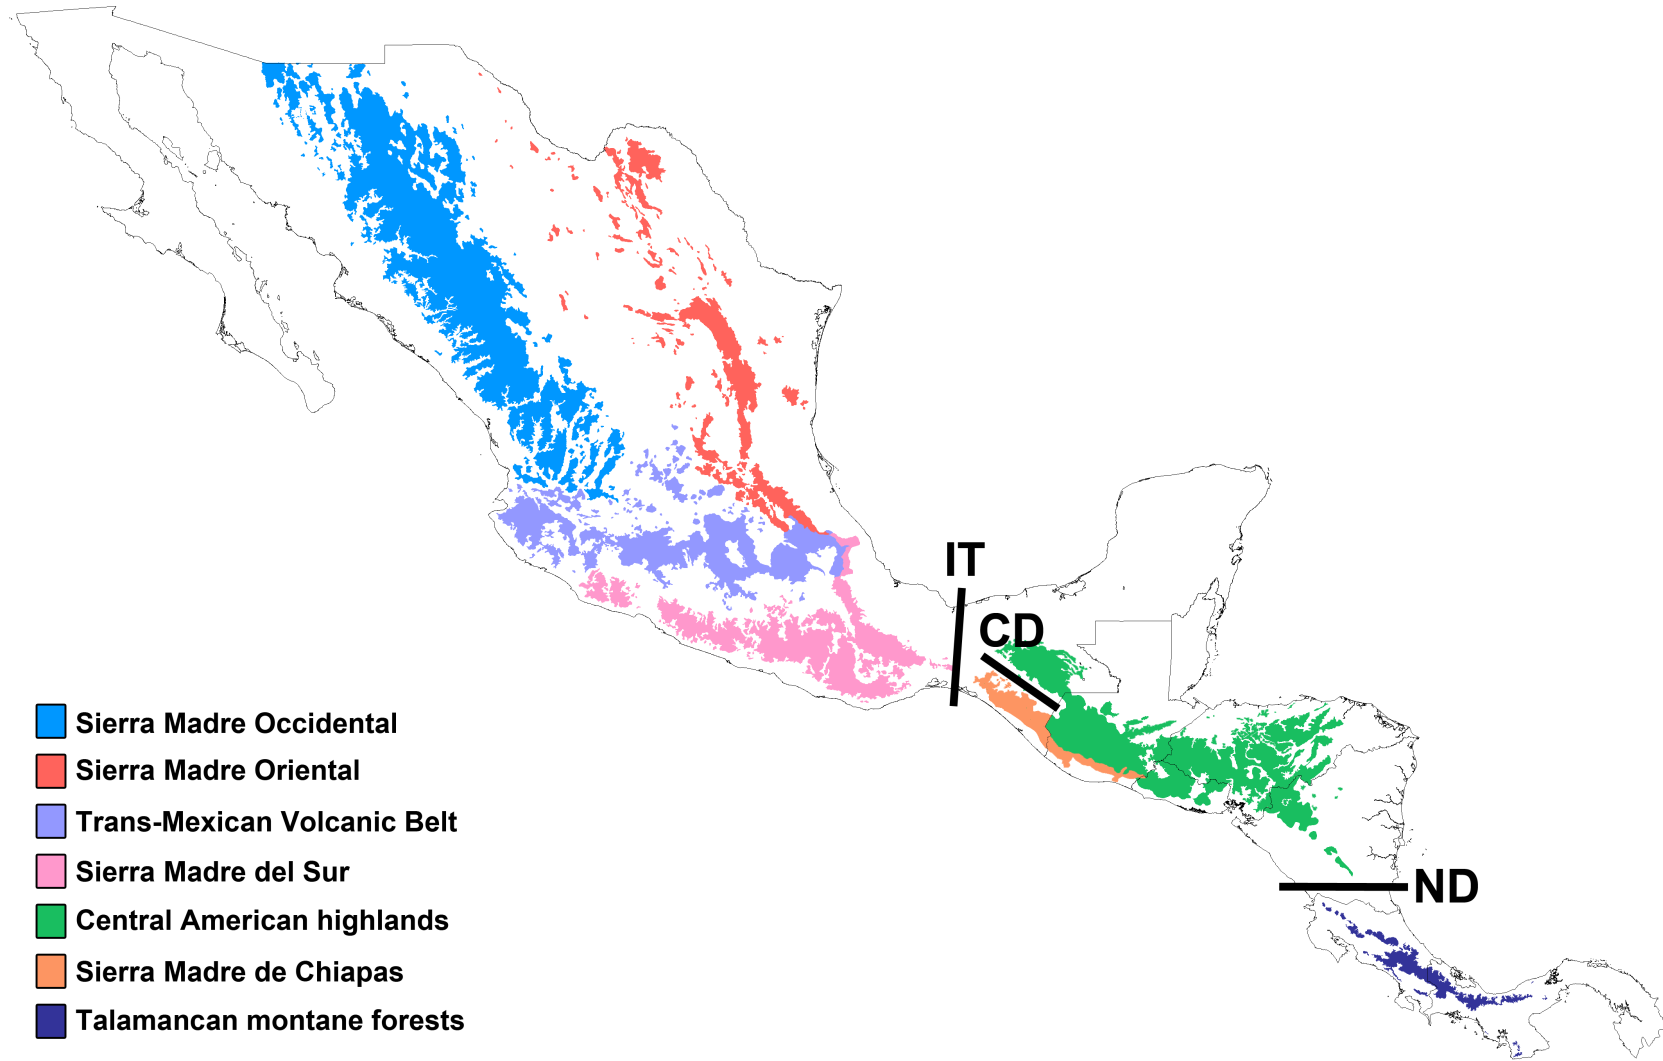 IT
CD
Sierra Madre Occidental
Sierra Madre Oriental
Trans-Mexican Volcanic Belt
Sierra Madre del Sur
Central American highlands
Sierra Madre de Chiapas
Talamancan montane forests
ND